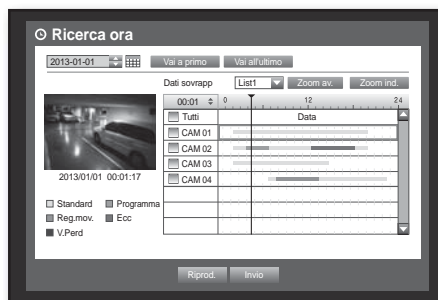 Ricerca ora
2013-01-01 Vai a primo Vai all'ultimo
Dati sovrapp List1 Zoom av. Zoom ind.
00:01 0 12 24
Tutti Data
CAM 01
CAM 02
CAM 03
CAM 04
2013/01/01 00:01:17
Standard Programma
Reg.mov. Ecc
V.Perd
Riprod. Invio